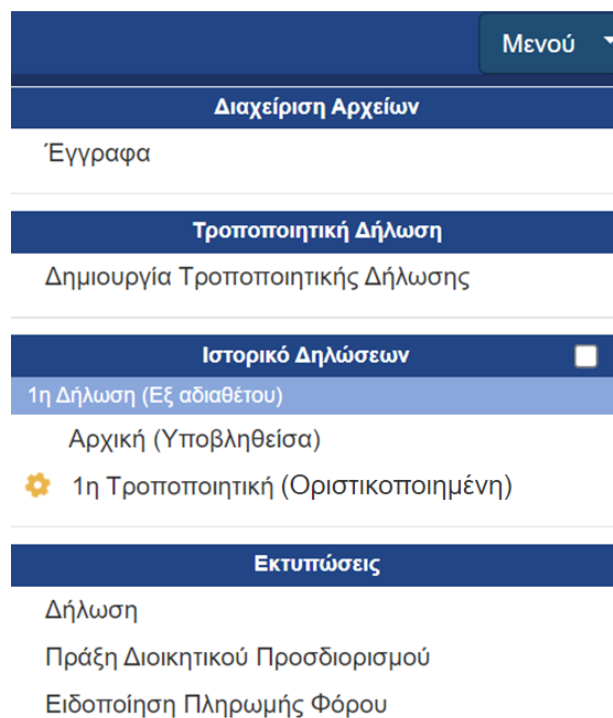 Μενού
Διαχείριση Αρχείων
Έγγραφα
Τροποποιητική Δήλωση
Δημιουργία Τροποποιητικής Δήλωσης
Ιστορικό Δηλώσεων
1η Δήλωση (Εξ αδιαθέτου)
Αρχική (Υποβληθείσα)
1η Τροποποιητική (Οριστικοποιημένη)
Εκτυπώσεις
Δήλωση
Πράξη Διοικητικού Προσδιορισμού
Ειδοποίηση Πληρωμής Φόρου